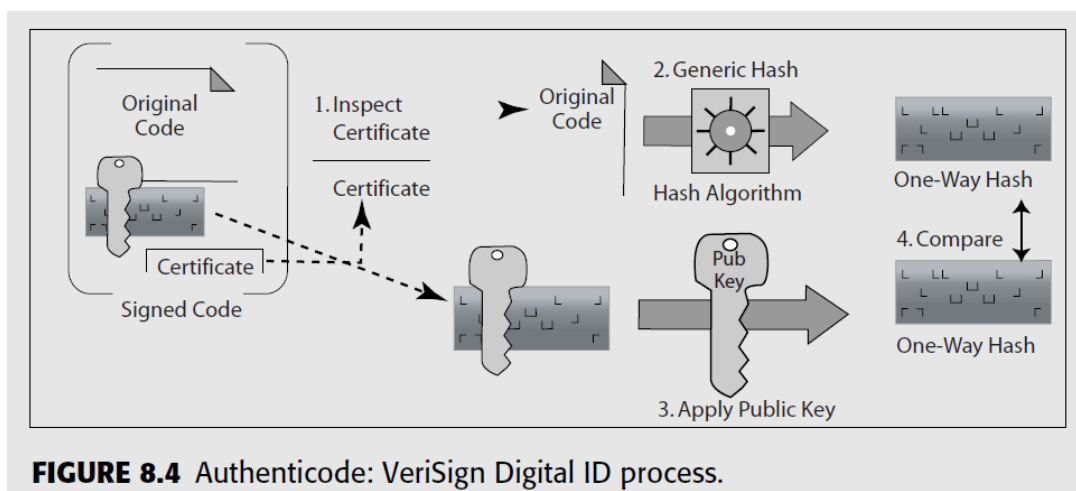 Original
Code
Certificate
Signed Code
1. Inspect
Certificate
Certificate
Original
Code
2. Generic Hash
Hash Algorithm
One-Way Hash
Pub
Key
3. Apply Public Key
4. Compare
One-Way Hash
FIGURE 8.4 Authenticode: VeriSign Digital ID process.